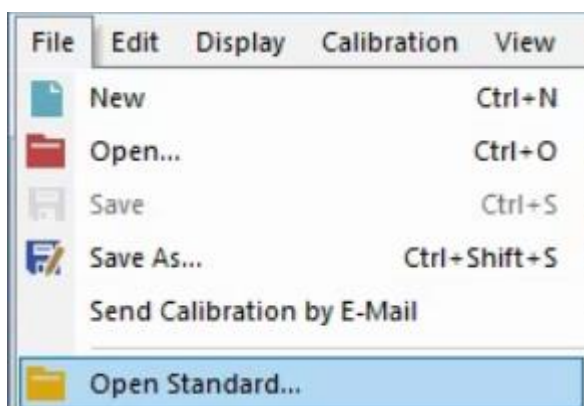 File Edit Display Calibration View
New Ctrl+N
Open... Ctrl+O
Save Ctrl+S
Save As... Ctrl+Shift+S
Send Calibration by E-Mail
Open Standard...